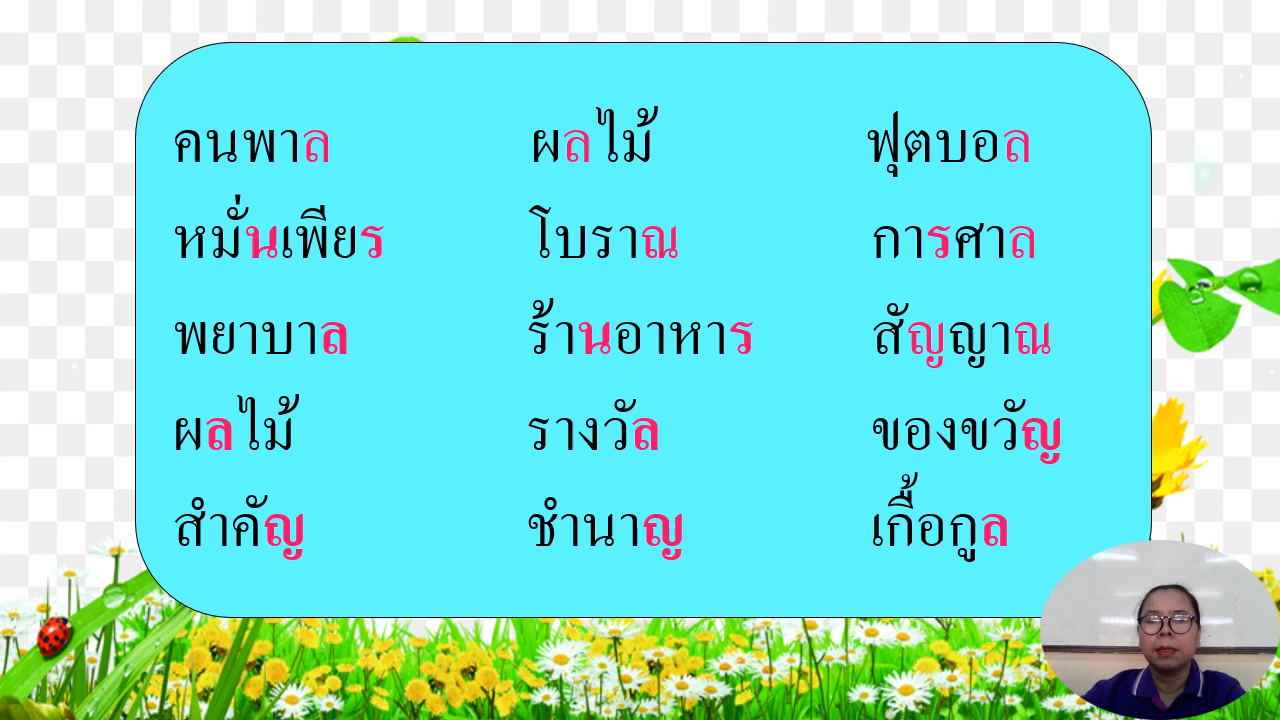 คนพาล ผลไม้ ฟุตบอล
หมั่นเพียร โบราณ การศาล
พยาบาล ร้านอาหาร สัญญาณ
ผลไม้ รางวัล ของขวัญ
สำคัญ ชำนาญ เกื้อกูล